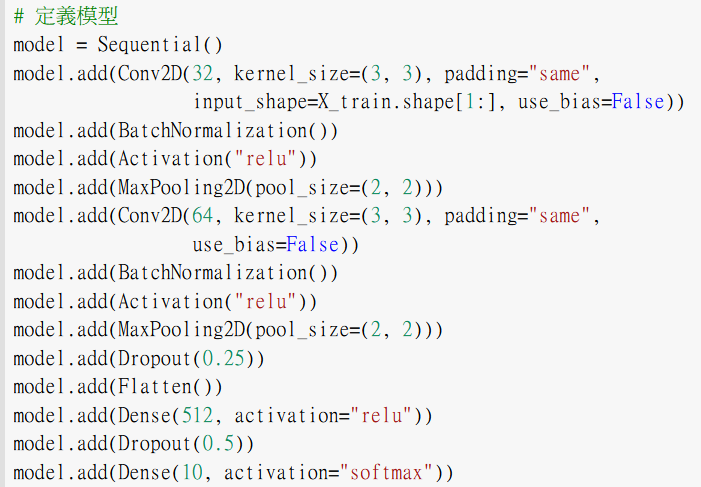 # 定義模型
model = Sequential()
model.add(Conv2D(32, kernel_size=(3, 3), padding="same",
                 input_shape=X_train.shape[1:], use_bias=False))
model.add(BatchNormalization())
model.add(Activation("relu"))
model.add(MaxPooling2D(pool_size=(2, 2)))
model.add(Conv2D(64, kernel_size=(3, 3), padding="same",
                 use_bias=False))
model.add(BatchNormalization())
model.add(Activation("relu"))
model.add(MaxPooling2D(pool_size=(2, 2)))
model.add(Dropout(0.25))
model.add(Flatten())
model.add(Dense(512, activation="relu"))
model.add(Dropout(0.5))
model.add(Dense(10, activation="softmax"))